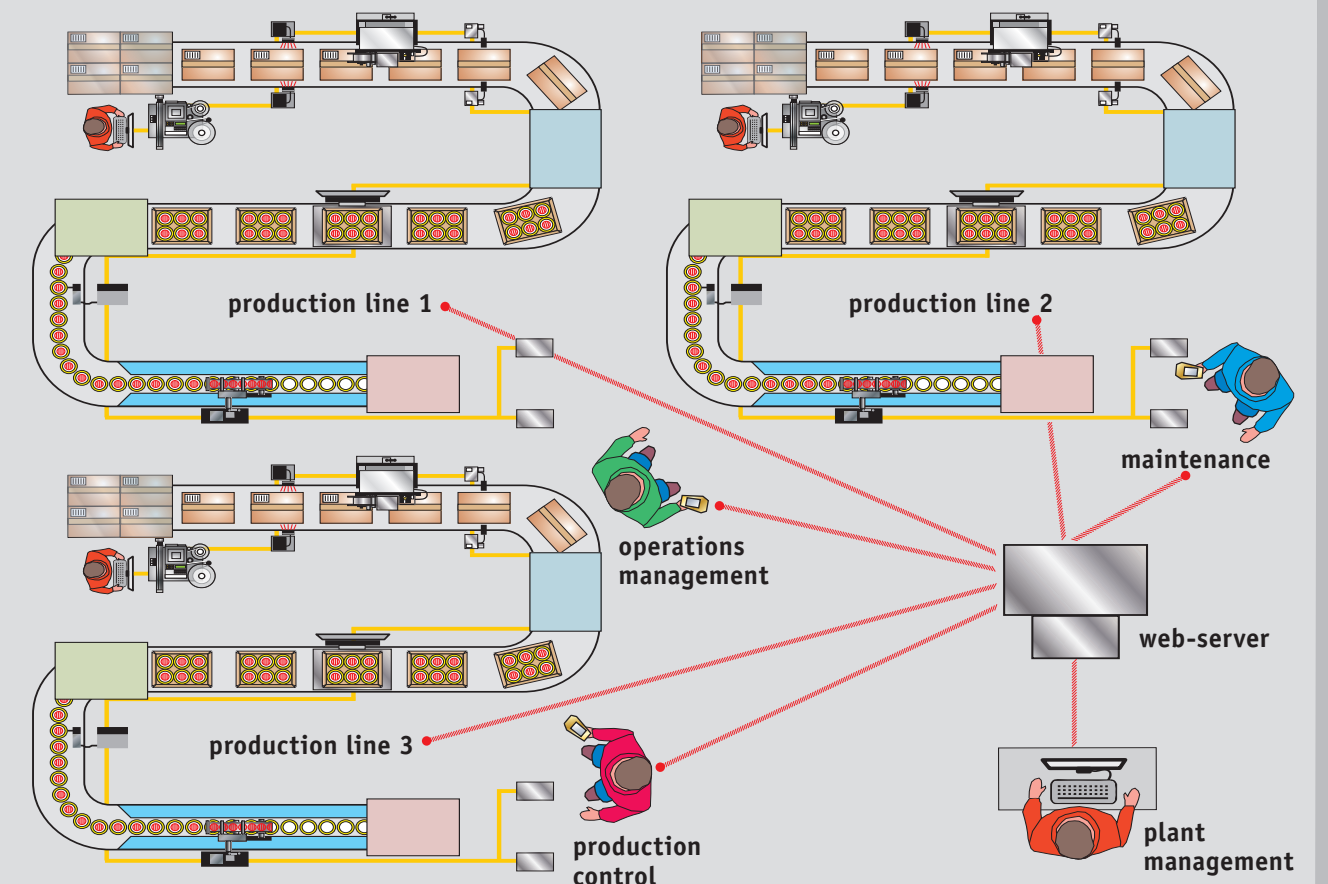 production line 1
production line 2
maintenance
operations
management
web-server
production line 3
production
control
plant
management